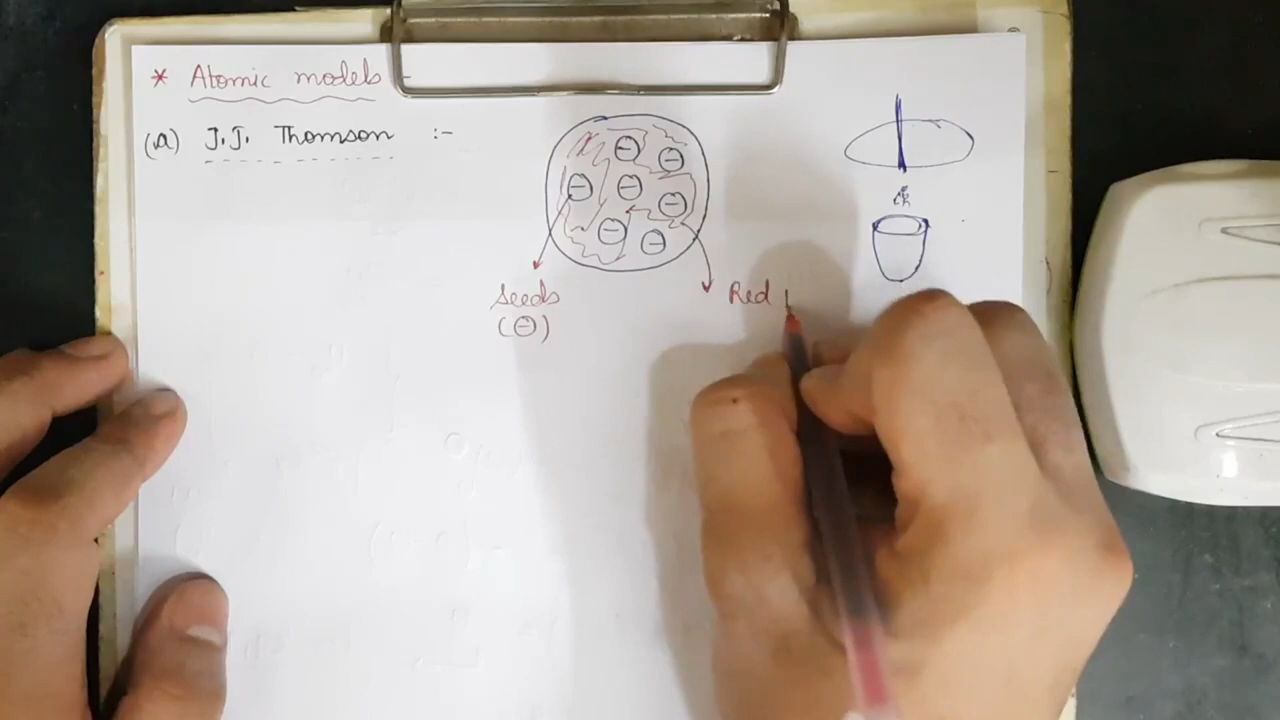 * Atomic models -
(a) J.J. Thomson :-
Seeds
(⊖)
Red